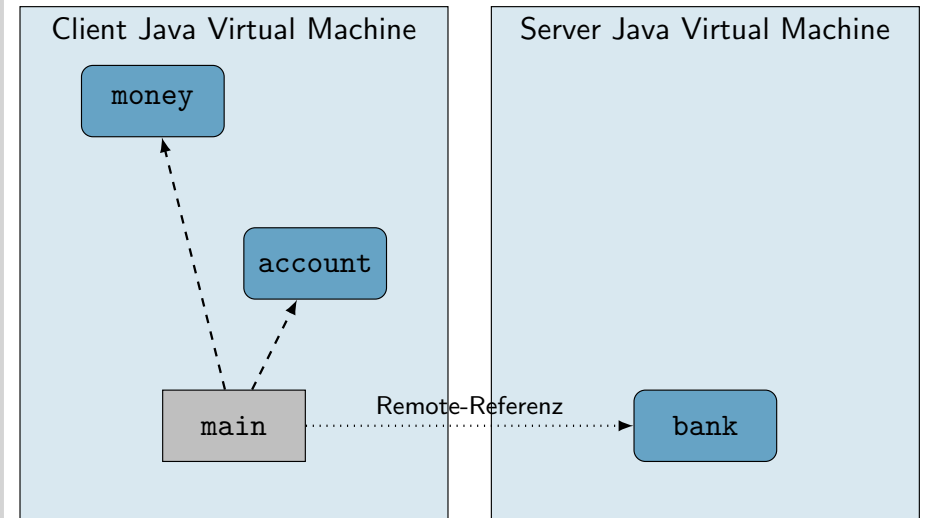 Client Java Virtual Machine
Server Java Virtual Machine
money
account
main
Remote-Referenz
bank